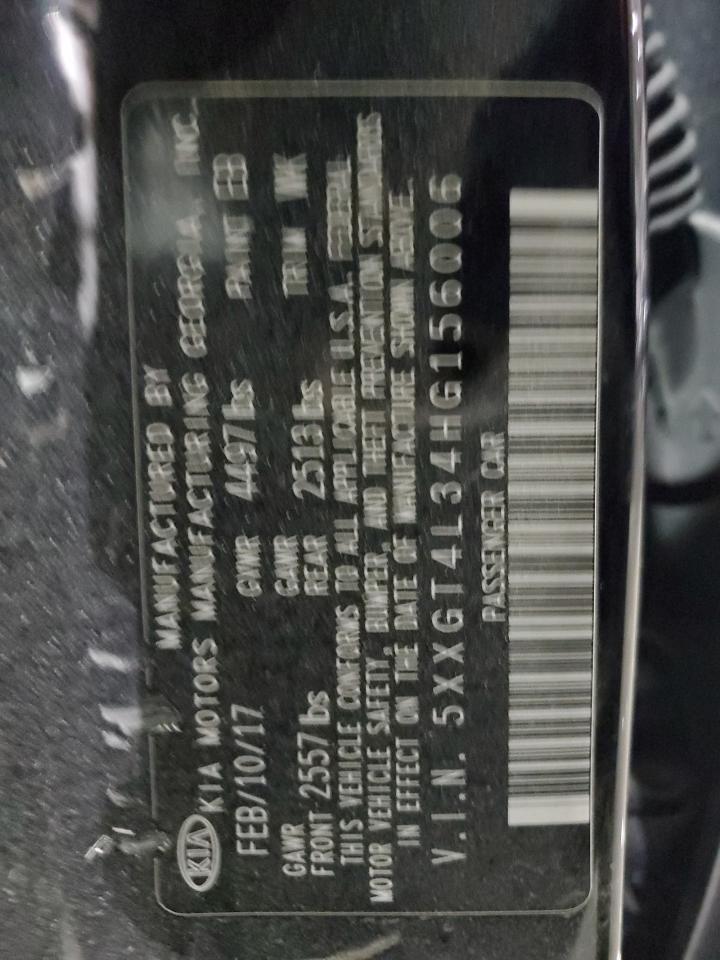 MANUFACTURED BY
KIA KIA MOTORS MANUFACTURING GEORGIA, INC.
FEB/10/17 GVWR 4497 lbs PAINT EB
GAWR GAWR
FRONT 2557 lbs REAR 2513 lbs TRIM WK
THIS VEHICLE CONFORMS TO ALL APPLICABLE U.S.A. FEDERAL
MOTOR VEHICLE SAFETY, BUMPER, AND THEFT PREVENTION STANDARDS
IN EFFECT ON THE DATE OF MANUFACTURE SHOWN ABOVE.
V.I.N. 5XXGT4L34HG156006
PASSENGER CAR